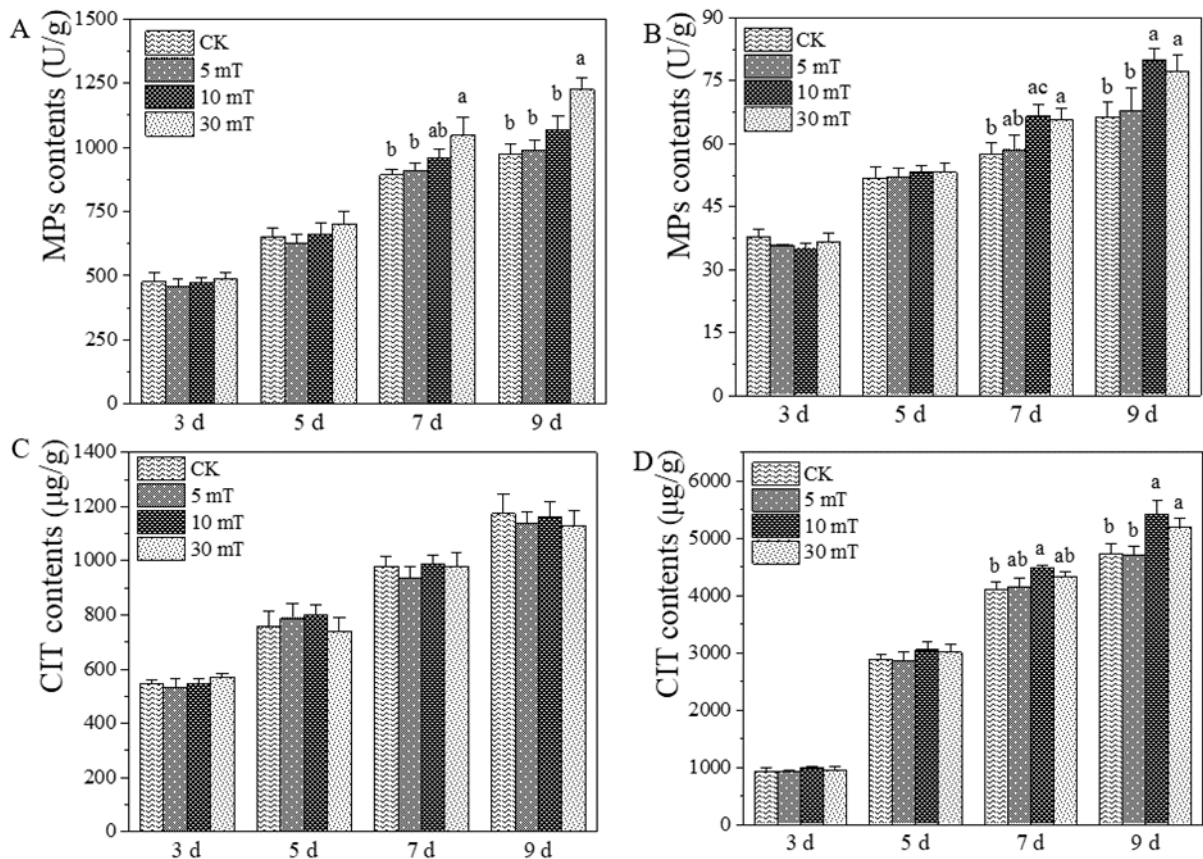 A
MPs contents (U/g)
1500
1250
1000
750
500
250
0
CK
5 mT
10 mT
30 mT
b
b
ab
a
b
b
b
a
3 d
5 d
7 d
9 d
B
MPs contents (U/g)
90
75
60
45
30
15
0
CK
5 mT
10 mT
30 mT
b
ab
ac
a
b
b
a
a
3 d
5 d
7 d
9 d
C
CIT contents (μg/g)
1400
1200
1000
800
600
400
200
0
CK
5 mT
10 mT
30 mT
3 d
5 d
7 d
9 d
D
CIT contents (μg/g)
6000
5000
4000
3000
2000
1000
0
CK
5 mT
10 mT
30 mT
b
ab
a
ab
b
b
a
a
3 d
5 d
7 d
9 d